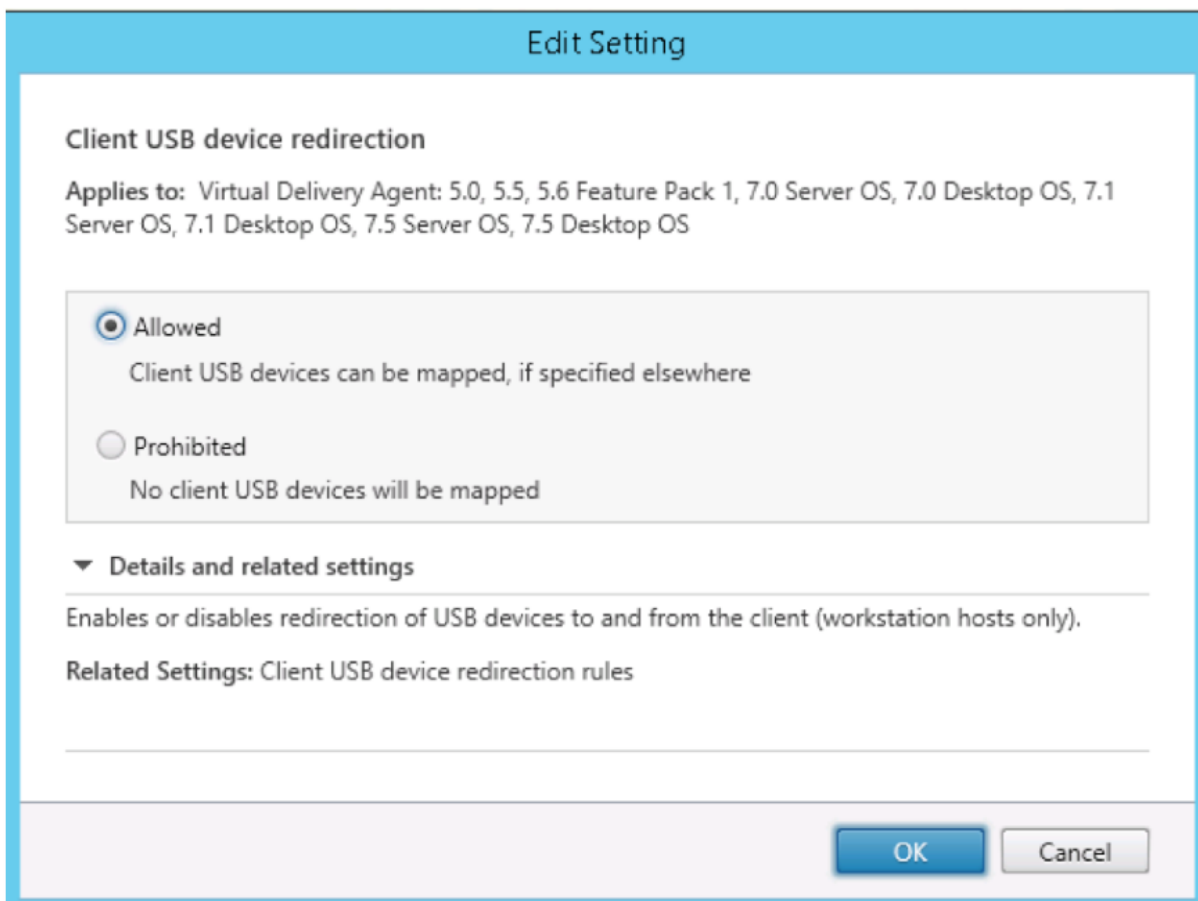 Edit Setting
Client USB device redirection
Applies to: Virtual Delivery Agent: 5.0, 5.5, 5.6 Feature Pack 1, 7.0 Server OS, 7.0 Desktop OS, 7.1
Server OS, 7.1 Desktop OS, 7.5 Server OS, 7.5 Desktop OS
Allowed
Client USB devices can be mapped, if specified elsewhere
Prohibited
No client USB devices will be mapped
Details and related settings
Enables or disables redirection of USB devices to and from the client (workstation hosts only).
Related Settings: Client USB device redirection rules
OK Cancel